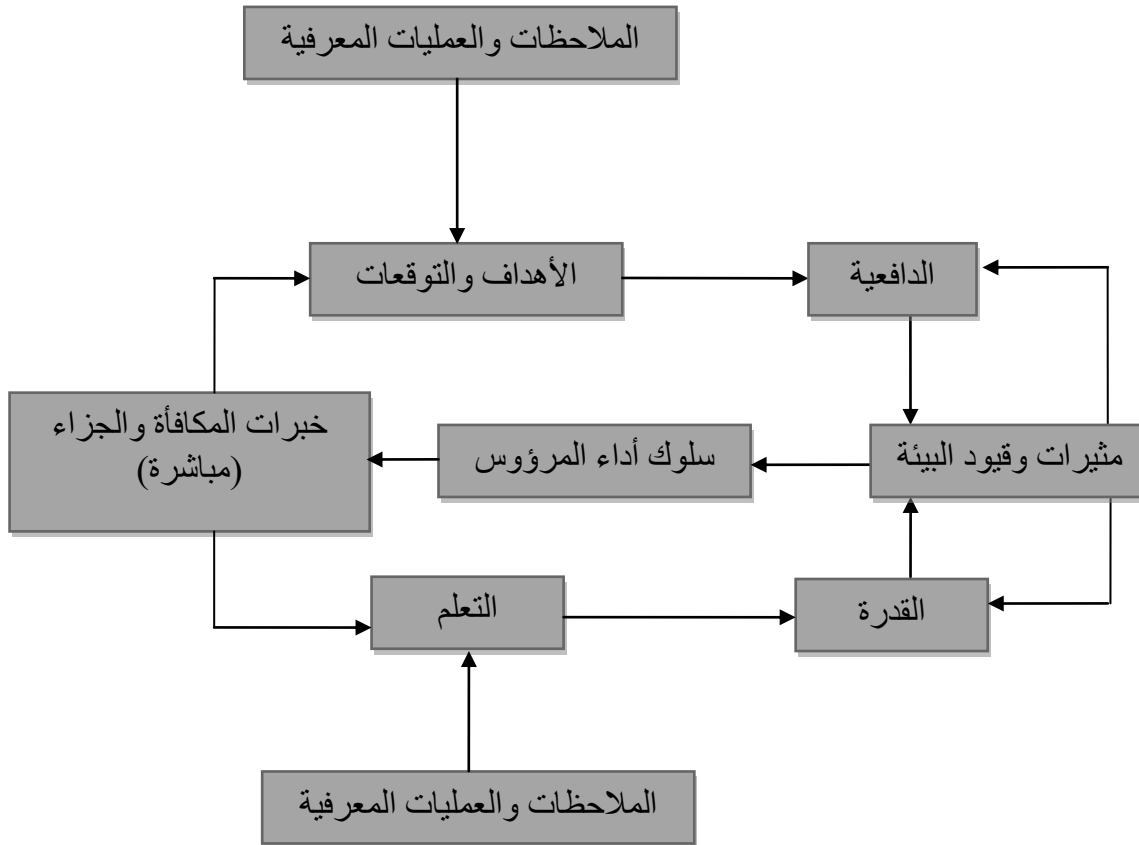 الملاحظات والعمليات المعرفية
الدافعية
الأهداف والتوقعات
مثيرات وقيود البيئة
سلوك أداء المرؤوس
خبرات المكافأة والجزاء
(مباشرة)
القدرة
التعلم
الملاحظات والعمليات المعرفية